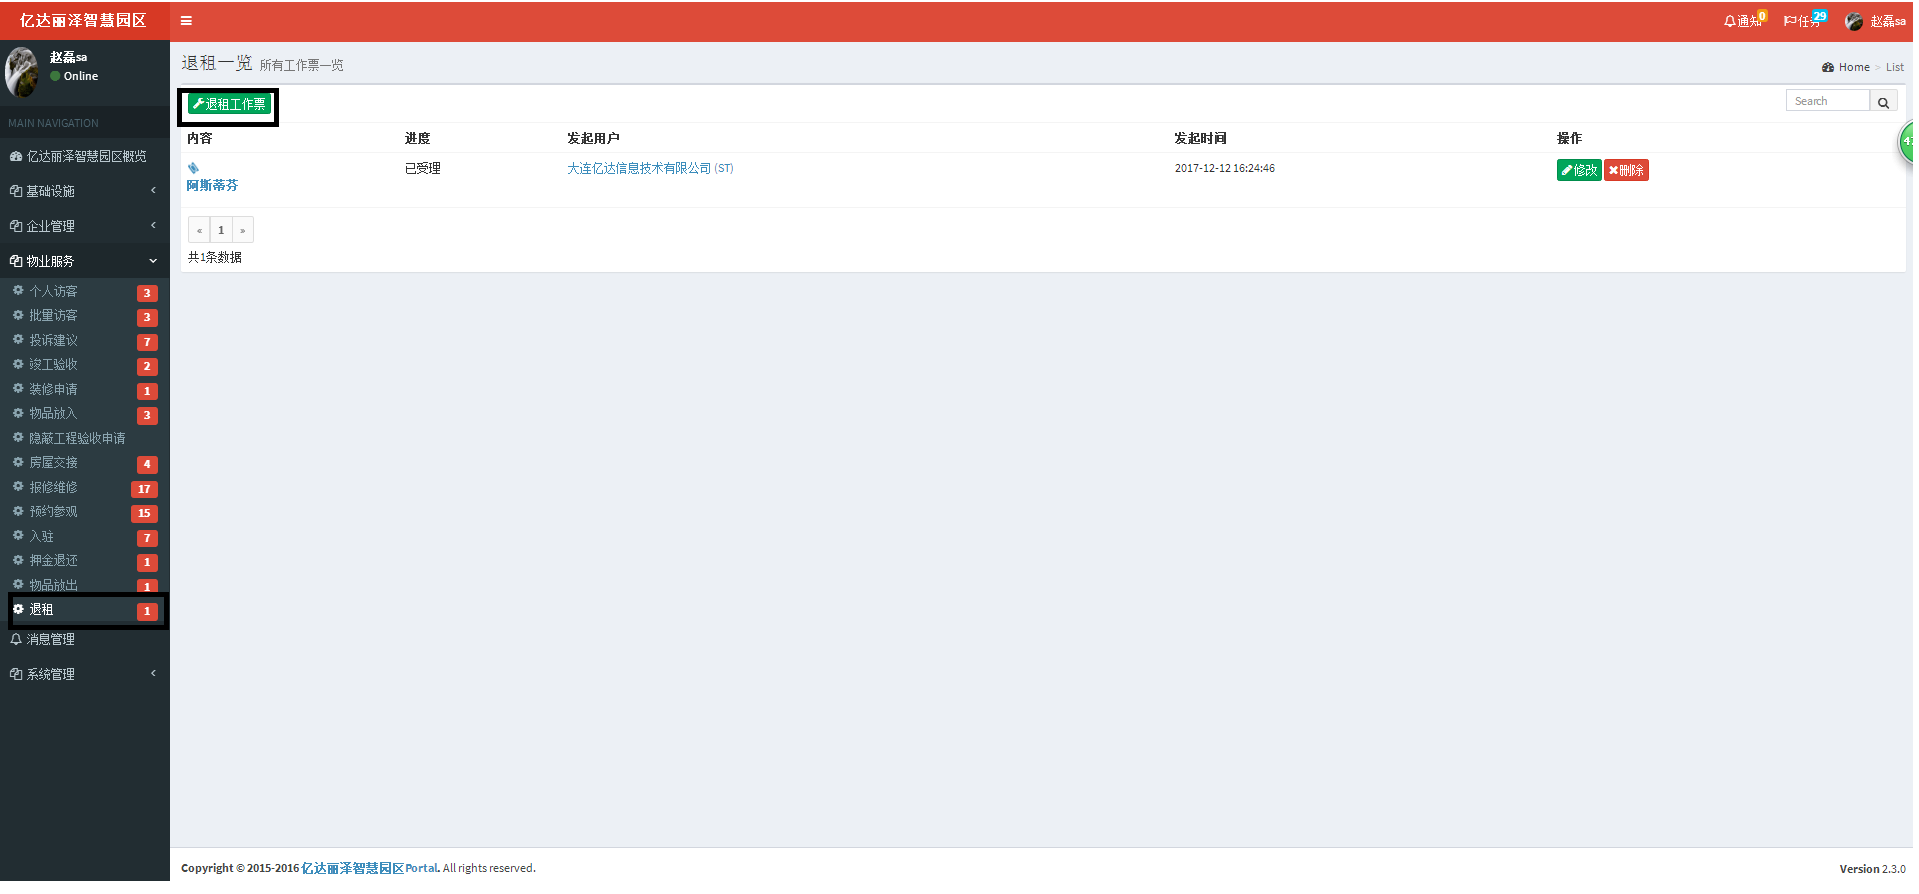 亿达丽泽智慧园区
通知 0
任务 29
赵磊sa
赵磊sa
Online
MAIN NAVIGATION
亿达丽泽智慧园区概览
基础设施
企业管理
物业服务
个人访客 3
批量访客 3
投诉建议 7
竣工验收 2
装修申请 1
物品放入 3
隐蔽工程验收申请
房屋交接 4
报修维修 17
预约参观 15
入驻 7
押金退还 1
物品放出 1
退租 1
消息管理
系统管理
退租一览 所有工作票一览
Home > List
退租工作票
Search
内容 进度 发起用户 发起时间 操作
阿斯蒂芬 已受理 大连亿达信息技术有限公司 (ST) 2017-12-12 16:24:46 修改 删除
« 1 »
共1条数据
Copyright © 2015-2016 亿达丽泽智慧园区Portal. All rights reserved.
Version 2.3.0